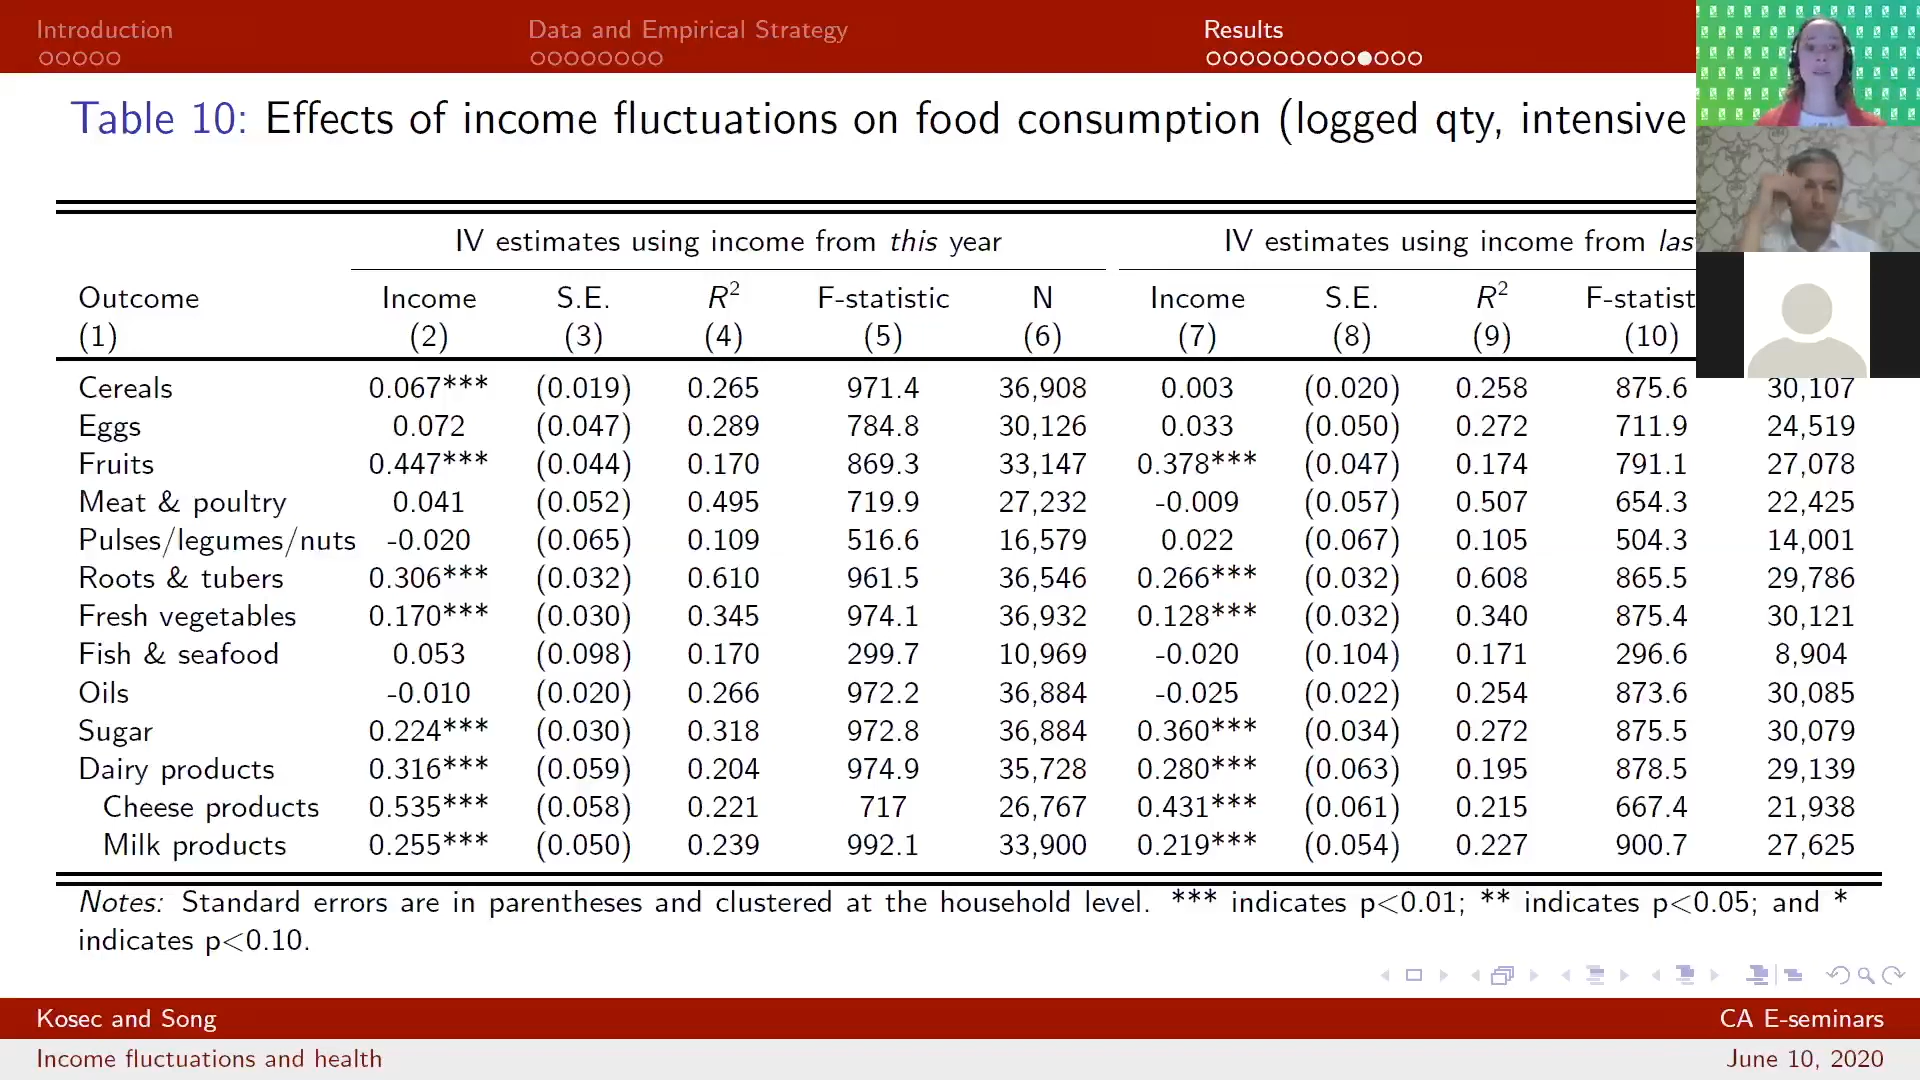 Introduction Data and Empirical Strategy Results
Table 10: Effects of income fluctuations on food consumption (logged qty, intensive
IV estimates using income from this year IV estimates using income from
Outcome Income S.E. R² F-statistic N Income S.E. R²
(1) (2) (3) (4) (5) (6) (7) (8) (9) (10)
Cereals 0.067*** (0.019) 0.265 971.4 36,908 0.003 (0.020) 0.258 875.6 30,107
Eggs 0.072 (0.047) 0.289 784.8 30,126 0.033 (0.050) 0.272 711.9 24,519
Fruits 0.447*** (0.044) 0.170 869.3 33,147 0.378*** (0.047) 0.174 791.1 27,078
Meat & poultry 0.041 (0.052) 0.495 719.9 27,232 -0.009 (0.057) 0.507 654.3 22,425
Pulses/legumes/nuts -0.020 (0.065) 0.109 516.6 16,579 0.022 (0.067) 0.105 504.3 14,001
Roots & tubers 0.306*** (0.032) 0.610 961.5 36,546 0.266*** (0.032) 0.608 865.5 29,786
Fresh vegetables 0.170*** (0.030) 0.345 974.1 36,932 0.128*** (0.032) 0.340 875.4 30,121
Fish & seafood 0.053 (0.098) 0.170 299.7 10,969 -0.020 (0.104) 0.171 296.6 8,904
Oils -0.010 (0.020) 0.266 972.2 36,884 -0.025 (0.022) 0.254 873.6 30,085
Sugar 0.224*** (0.030) 0.318 972.8 36,884 0.360*** (0.034) 0.272 875.5 30,079
Dairy products 0.316*** (0.059) 0.204 974.9 35,728 0.280*** (0.063) 0.195 878.5 29,139
Cheese products 0.535*** (0.058) 0.221 717 26,767 0.431*** (0.061) 0.215 667.4 21,938
Milk products 0.255*** (0.050) 0.239 992.1 33,900 0.219*** (0.054) 0.227 900.7 27,625
Notes: Standard errors are in parentheses and clustered at the household level. *** indicates p<0.01; ** indicates p<0.05; and *
indicates p<0.10.
Kosec and Song CA E-seminars
Income fluctuations and health June 10, 2020